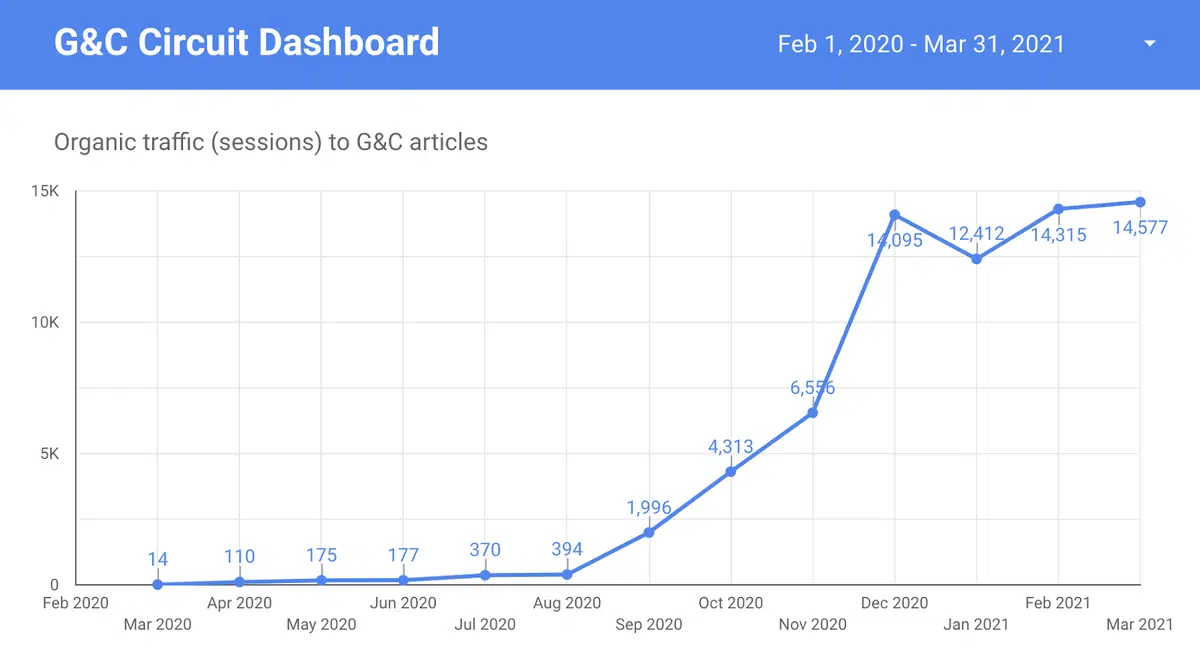 G&C Circuit Dashboard
Feb 1, 2020 - Mar 31, 2021
Organic traffic (sessions) to G&C articles
15K
10K
5K
0
14
110
175
177
370
394
1,996
4,313
6,556
14,095
12,412
14,315
14,577
Feb 2020
Mar 2020
Apr 2020
May 2020
Jun 2020
Jul 2020
Aug 2020
Sep 2020
Oct 2020
Nov 2020
Dec 2020
Jan 2021
Feb 2021
Mar 2021